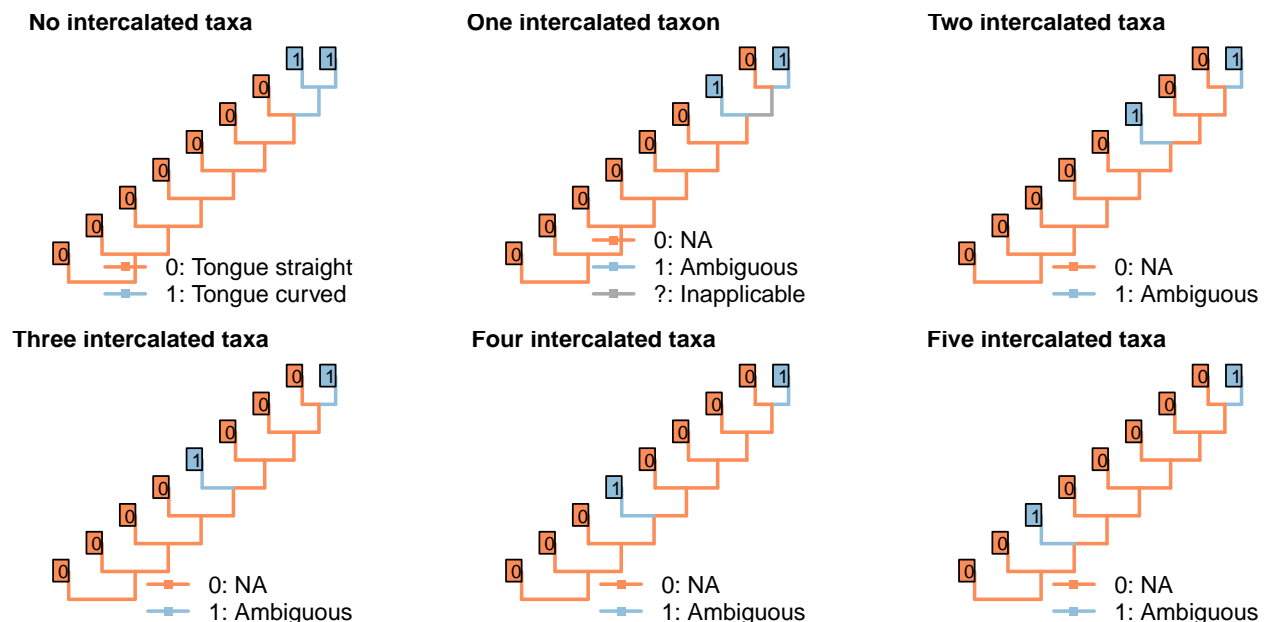 No intercalated taxa
1 1
0
0
0
0
0
0
0
0: Tongue straight
1: Tongue curved
One intercalated taxon
0 1
1
0
0
0
0
0
0
0: NA
1: Ambiguous
?: Inapplicable
Two intercalated taxa
0 1
0
1
0
0
0
0
0
0: NA
1: Ambiguous
Three intercalated taxa
0 1
0
0
1
0
0
0
0
0: NA
1: Ambiguous
Four intercalated taxa
0 1
0
0
0
1
0
0
0
0: NA
1: Ambiguous
Five intercalated taxa
0 1
0
0
0
0
1
0
0
0: NA
1: Ambiguous